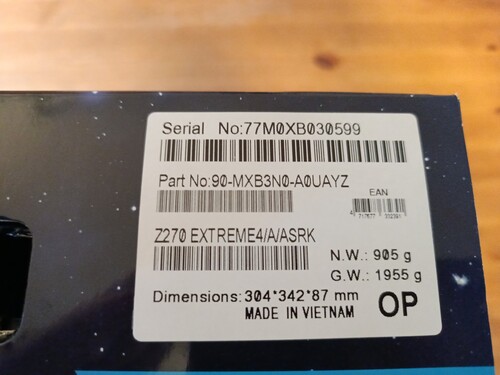 Serial No:77M0XB030599
Part No:90-MXB3N0-A0UAYZ
EAN
Z270 EXTREME4/A/ASRK
N.W.: 905 g
G.W.: 1955 g
Dimensions: 304*342*87 mm
MADE IN VIETNAM
OP